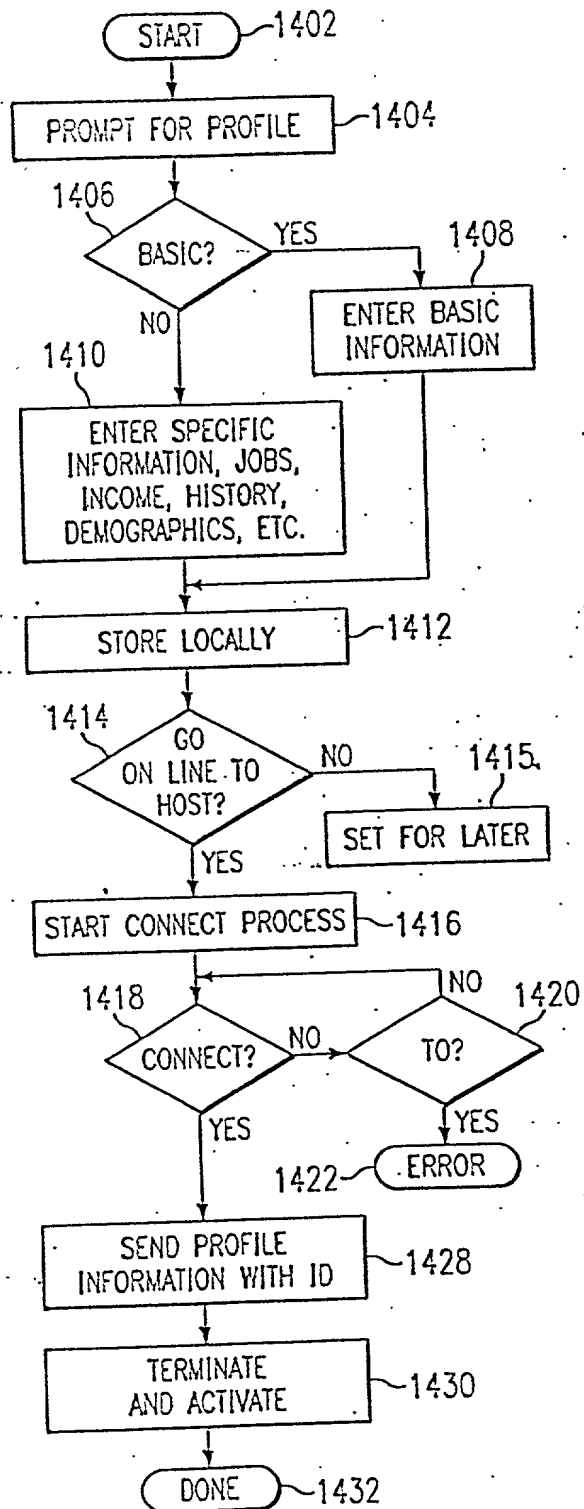 START
1402
PROMPT FOR PROFILE
1404
1406
BASIC?
YES
NO
1408
ENTER BASIC
INFORMATION
1410
ENTER SPECIFIC
INFORMATION, JOBS,
INCOME, HISTORY,
DEMOGRAPHICS, ETC.
STORE LOCALLY
1412
1414
GO
ON LINE TO
HOST?
NO
YES
1415
SET FOR LATER
START CONNECT PROCESS
1416
1418
CONNECT?
NO
YES
NO
1420
TO?
YES
1422
ERROR
SEND PROFILE
INFORMATION WITH ID
1428
TERMINATE
AND ACTIVATE
1430
DONE
1432